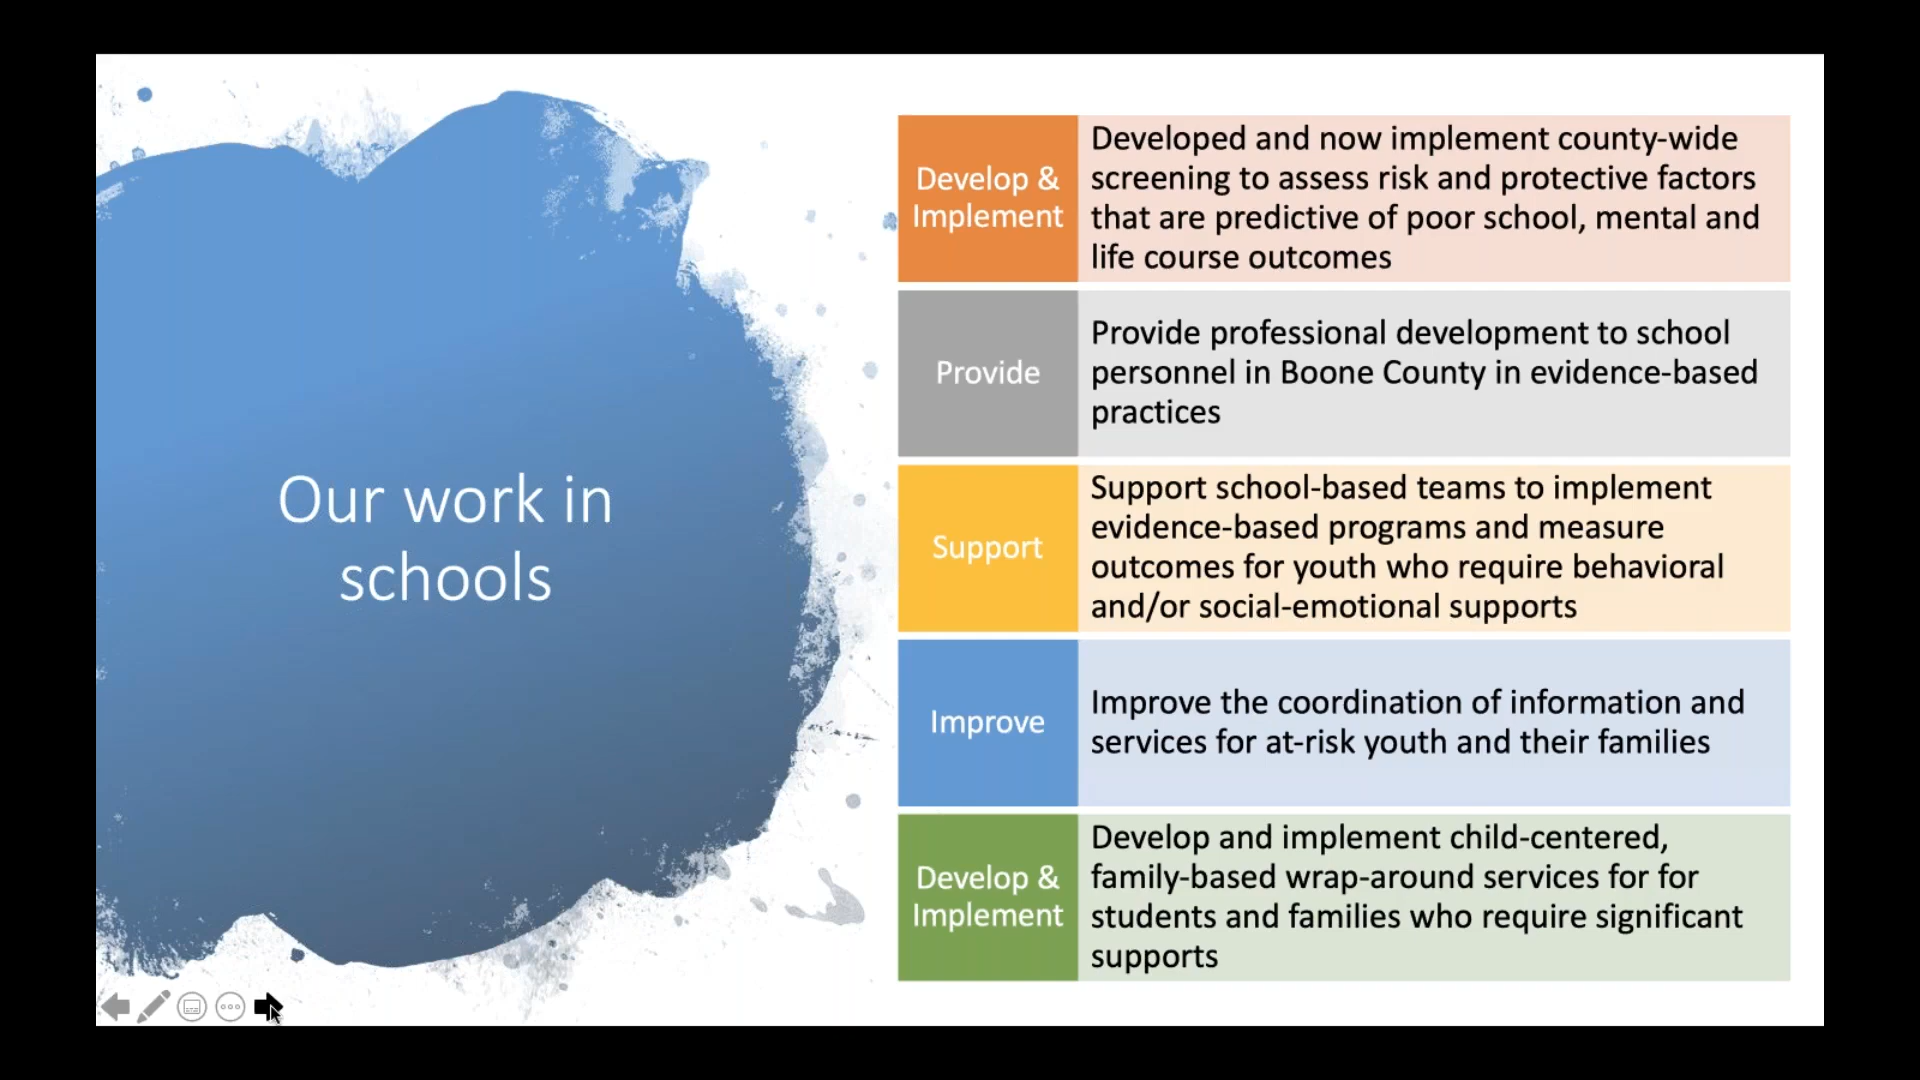 Our work in
schools
Develop &
Implement
Developed and now implement county-wide
screening to assess risk and protective factors
that are predictive of poor school, mental and
life course outcomes
Provide
Provide professional development to school
personnel in Boone County in evidence-based
practices
Support
Support school-based teams to implement
evidence-based programs and measure
outcomes for youth who require behavioral
and/or social-emotional supports
Improve
Improve the coordination of information and
services for at-risk youth and their families
Develop &
Implement
Develop and implement child-centered,
family-based wrap-around services for for
students and families who require significant
supports